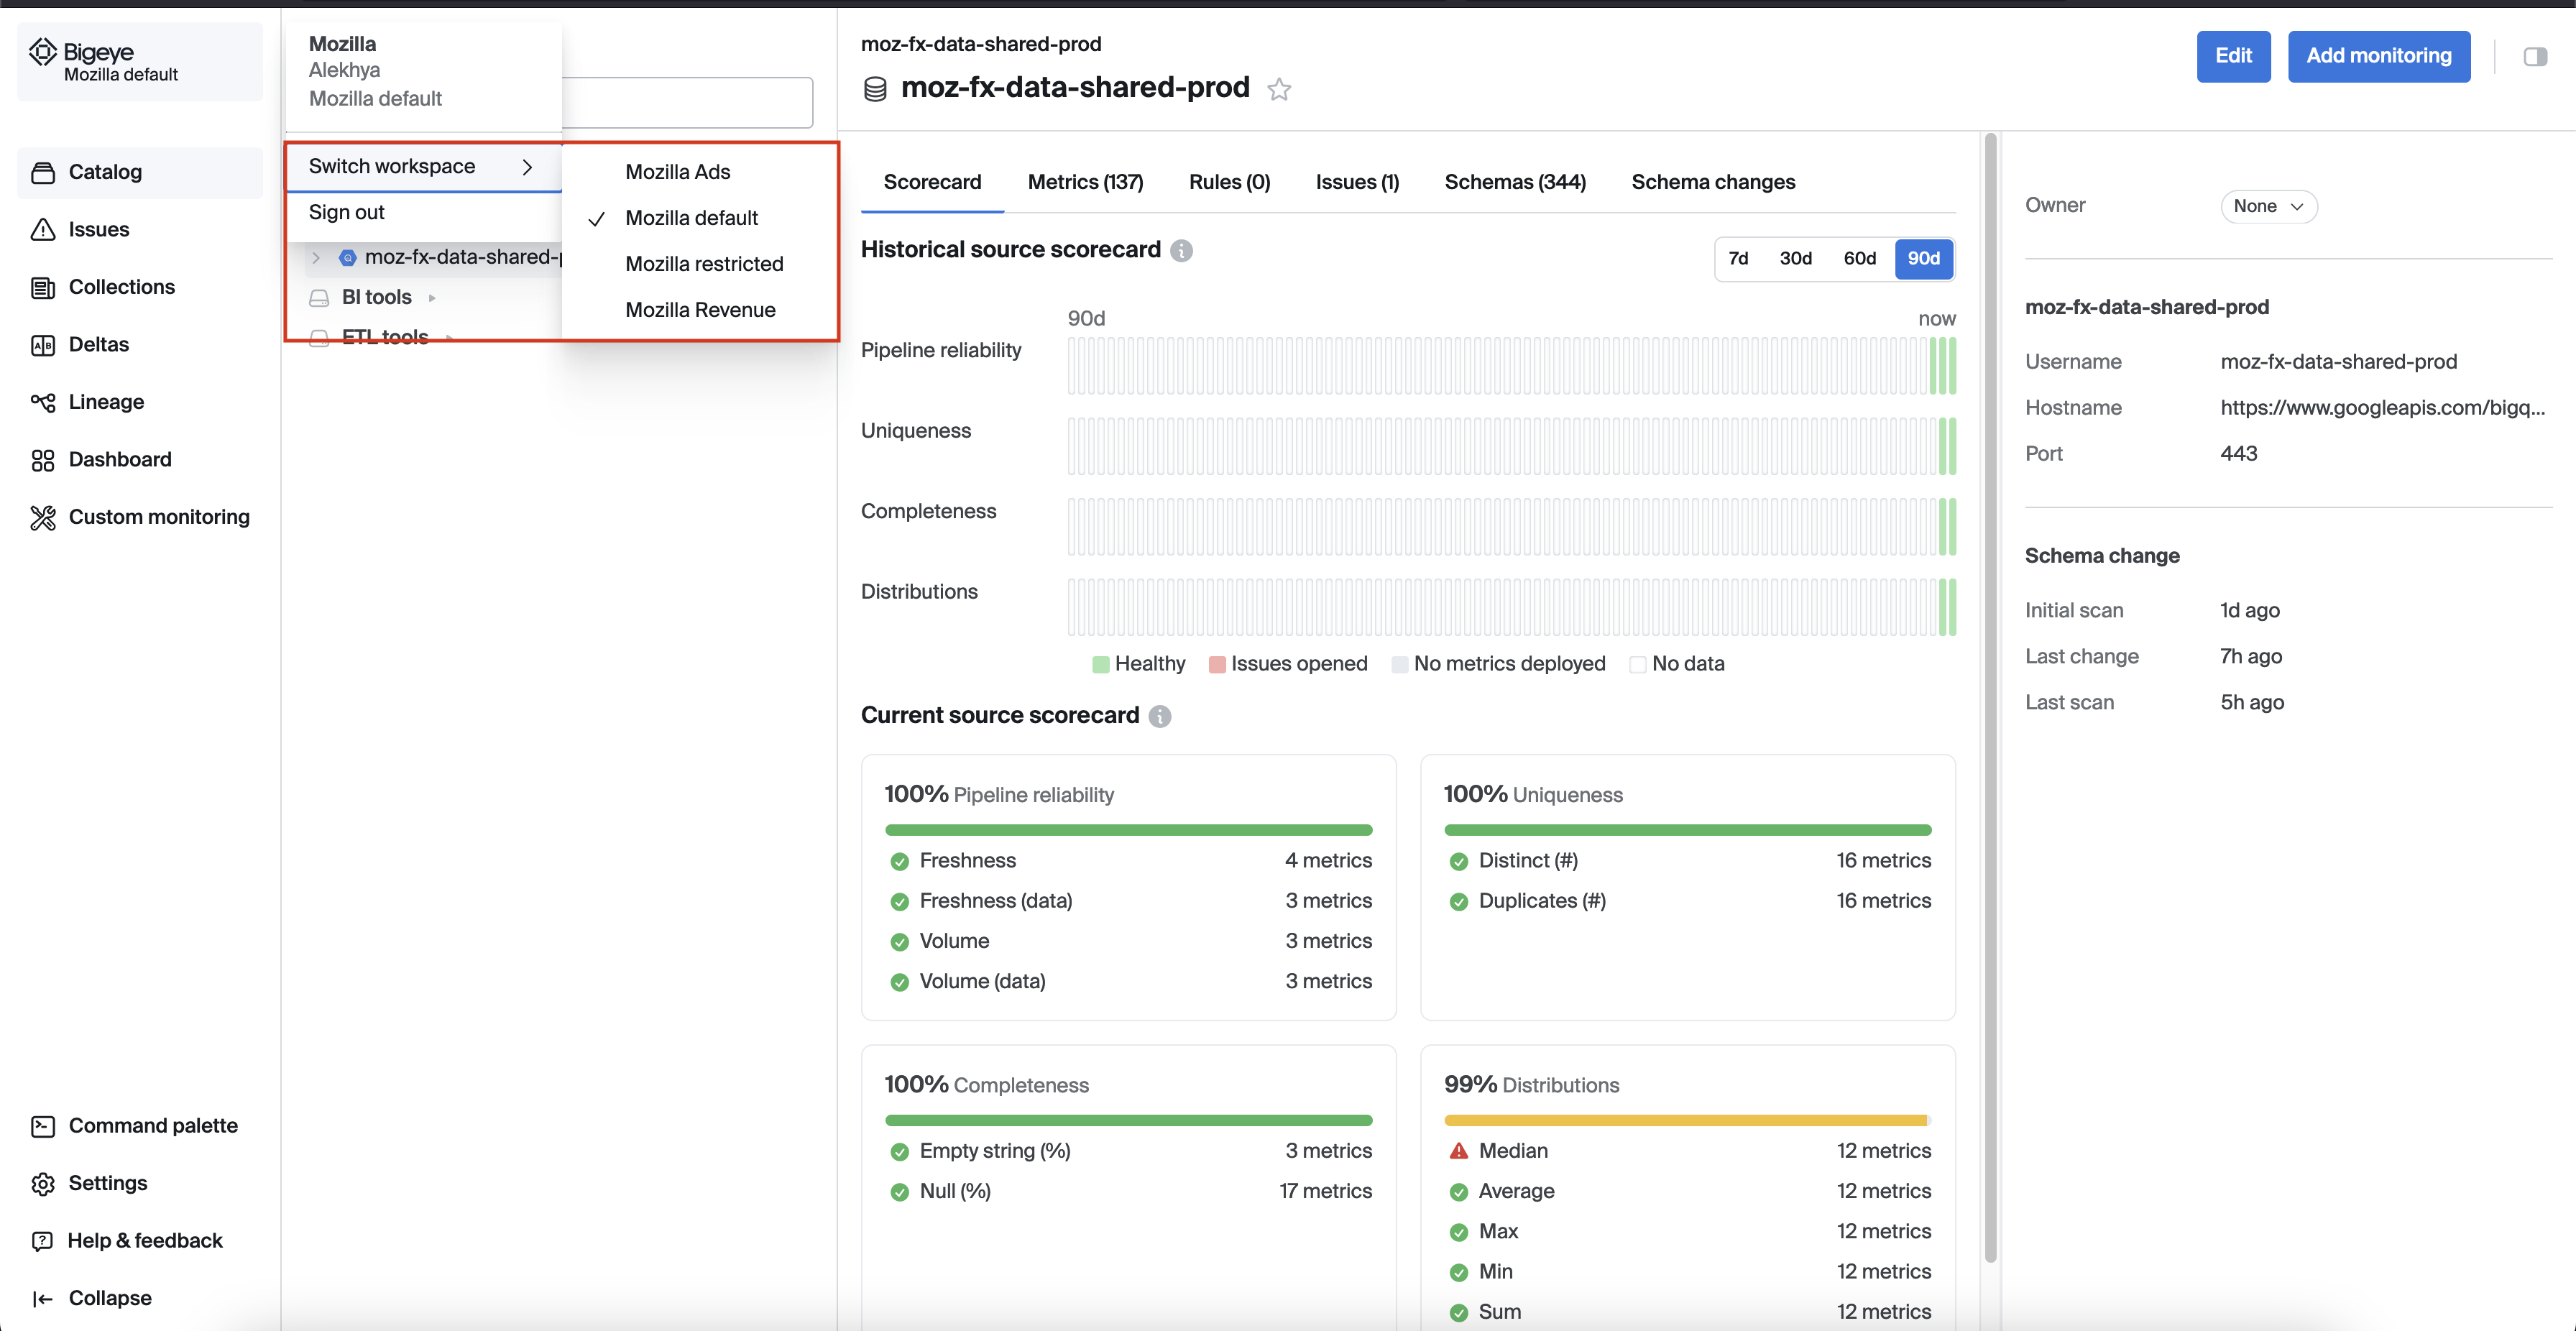 Bigeye
Mozilla default
Catalog
Issues
Collections
Deltas
Lineage
Dashboard
Custom monitoring
Command palette
Settings
Help & feedback
Collapse
Mozilla
Alekhya
Mozilla default
Switch workspace
Sign out
Mozilla Ads
Mozilla default
Mozilla restricted
Mozilla Revenue
moz-fx-data-shared-p
BI tools
ETL tools
moz-fx-data-shared-prod
moz-fx-data-shared-prod
Edit
Add monitoring
Scorecard
Metrics (137)
Rules (0)
Issues (1)
Schemas (344)
Schema changes
Historical source scorecard
7d
30d
60d
90d
90d
now
Pipeline reliability
Uniqueness
Completeness
Distributions
Healthy
Issues opened
No metrics deployed
No data
Current source scorecard
100% Pipeline reliability
Freshness 4 metrics
Freshness (data) 3 metrics
Volume 3 metrics
Volume (data) 3 metrics
100% Uniqueness
Distinct (#) 16 metrics
Duplicates (#) 16 metrics
100% Completeness
Empty string (%) 3 metrics
Null (%) 17 metrics
99% Distributions
Median 12 metrics
Average 12 metrics
Max 12 metrics
Min 12 metrics
Sum 12 metrics
Owner None
moz-fx-data-shared-prod
Username moz-fx-data-shared-prod
Hostname https://www.googleapis.com/bigq...
Port 443
Schema change
Initial scan 1d ago
Last change 7h ago
Last scan 5h ago